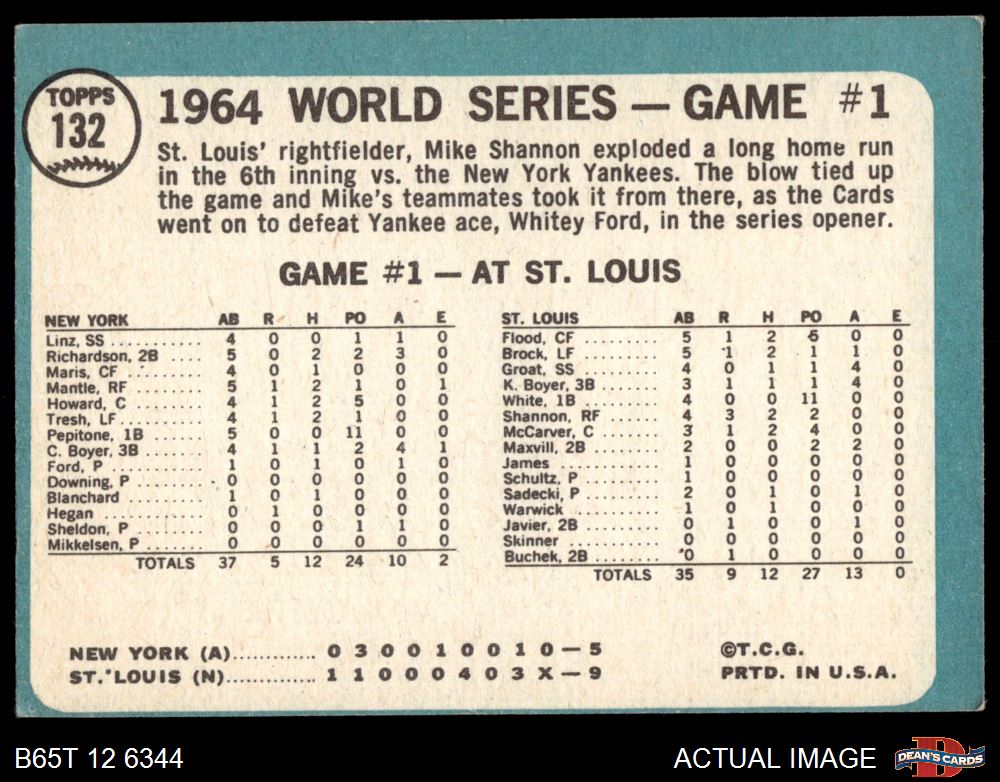 TOPPS
132
1964 WORLD SERIES — GAME #1
St. Louis' rightfielder, Mike Shannon exploded a long home run
in the 6th inning vs. the New York Yankees. The blow tied up
the game and Mike's teammates took it from there, as the Cards
went on to defeat Yankee ace, Whitey Ford, in the series opener.
GAME #1 — AT ST. LOUIS
NEW YORK AB R H PO A E
Linz, SS ........ 4 0 0 1 1 0
Richardson, 2B .... 5 0 2 2 3 0
Maris, CF ........ 4 0 1 0 0 0
Mantle, RF ........ 5 1 2 1 0 1
Howard, C ........ 4 1 2 5 0 0
Tresh, LF ........ 4 1 2 1 0 0
Pepitone, 1B ........ 5 0 0 11 0 0
C. Boyer, 3B ........ 4 1 1 2 4 1
Ford, P ........ 1 0 1 0 1 0
Downing, P ........ 0 0 0 0 0 0
Blanchard ........ 1 0 1 0 0 0
Hegan ........ 0 1 0 0 0 0
Sheldon, P ........ 0 0 0 1 1 0
Mikkelsen, P ........ 0 0 0 0 0 0
TOTALS 37 5 12 24 10 2
ST. LOUIS AB R H PO A E
Flood, CF ........ 5 1 2 5 0 0
Brock, LF ........ 5 1 2 1 1 0
Groat, SS ........ 4 0 1 1 4 0
K. Boyer, 3B ........ 3 1 1 1 4 0
White, 1B ........ 4 0 0 11 0 0
Shannon, RF ........ 4 3 2 2 0 0
McCarver, C ........ 3 1 2 4 0 0
Maxvill, 2B ........ 2 0 0 2 2 0
James ........ 1 0 0 0 0 0
Schultz, P ........ 1 0 0 0 0 0
Sadecki, P ........ 2 0 1 0 1 0
Warwick ........ 1 0 1 0 0 0
Javier, 2B ........ 0 1 0 0 1 0
Skinner ........ 0 0 0 0 0 0
Buchek, 2B ........ 0 1 0 0 0 0
TOTALS 35 9 12 27 13 0
NEW YORK (A)............ 0 3 0 0 1 0 0 1 0 — 5
ST. LOUIS (N)............ 1 1 0 0 0 4 0 3 X — 9
©T.C.G.
PRTD. IN U.S.A.
B65T 12 6344
ACTUAL IMAGE
D
DEAN'S CARDS